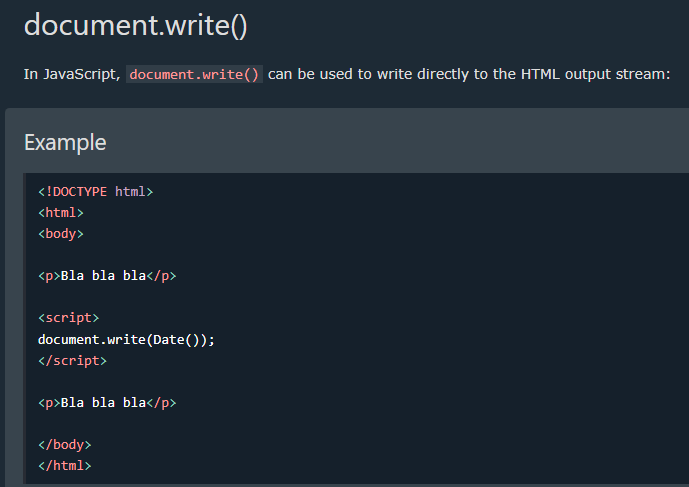 document.write()
In JavaScript, document.write() can be used to write directly to the HTML output stream:
Example
<!DOCTYPE html>
<html>
<body>
<p>Bla bla bla</p>
<script>
document.write(Date());
</script>
<p>Bla bla bla</p>
</body>
</html>